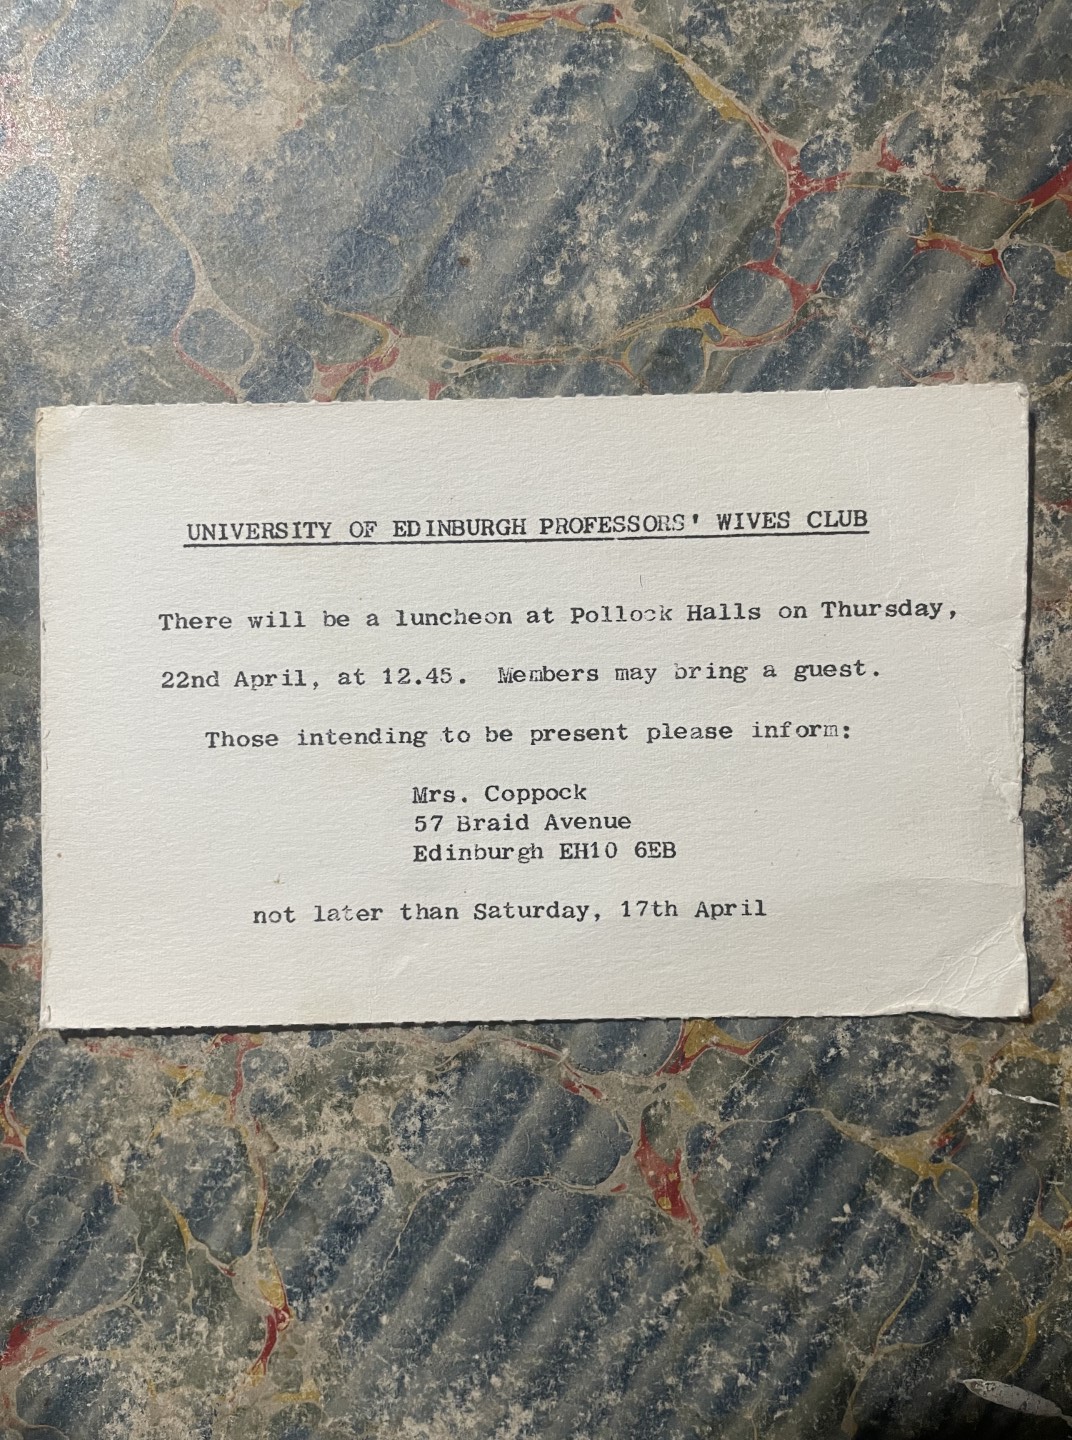 UNIVERSITY OF EDINBURGH PROFESSORS' WIVES CLUB
There will be a luncheon at Pollock Halls on Thursday,
22nd April, at 12.45. Members may bring a guest.
Those intending to be present please inform:
Mrs. Coppock
57 Braid Avenue
Edinburgh EH10 6EB
not later than Saturday, 17th April